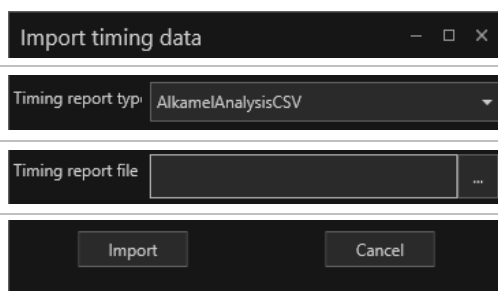 Import timing data
Timing report typ
AlkamelAnalysisCSV
Timing report file
...
Import
Cancel